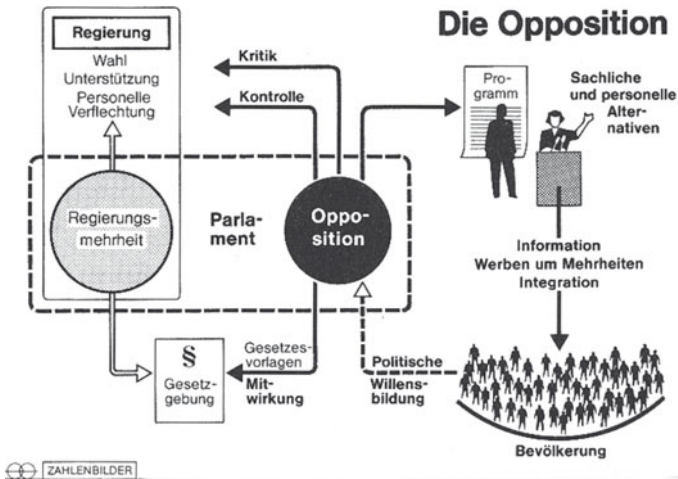 Die Opposition
Regierung
Wahl
Unterstützung
Personelle
Verflechtung
Kritik
Kontrolle
Pro-
gramm
Sachliche
und personelle
Alter-
nativen
Regierungs-
mehrheit
Parla-
ment
Oppo-
sition
Information
Werben um Mehrheiten
Integration
§
Gesetz-
gebung
Gesetzes-
vorlagen
Mit-
wirkung
Politische
Willens-
bildung
Bevölkerung
ZAHLENBILDER